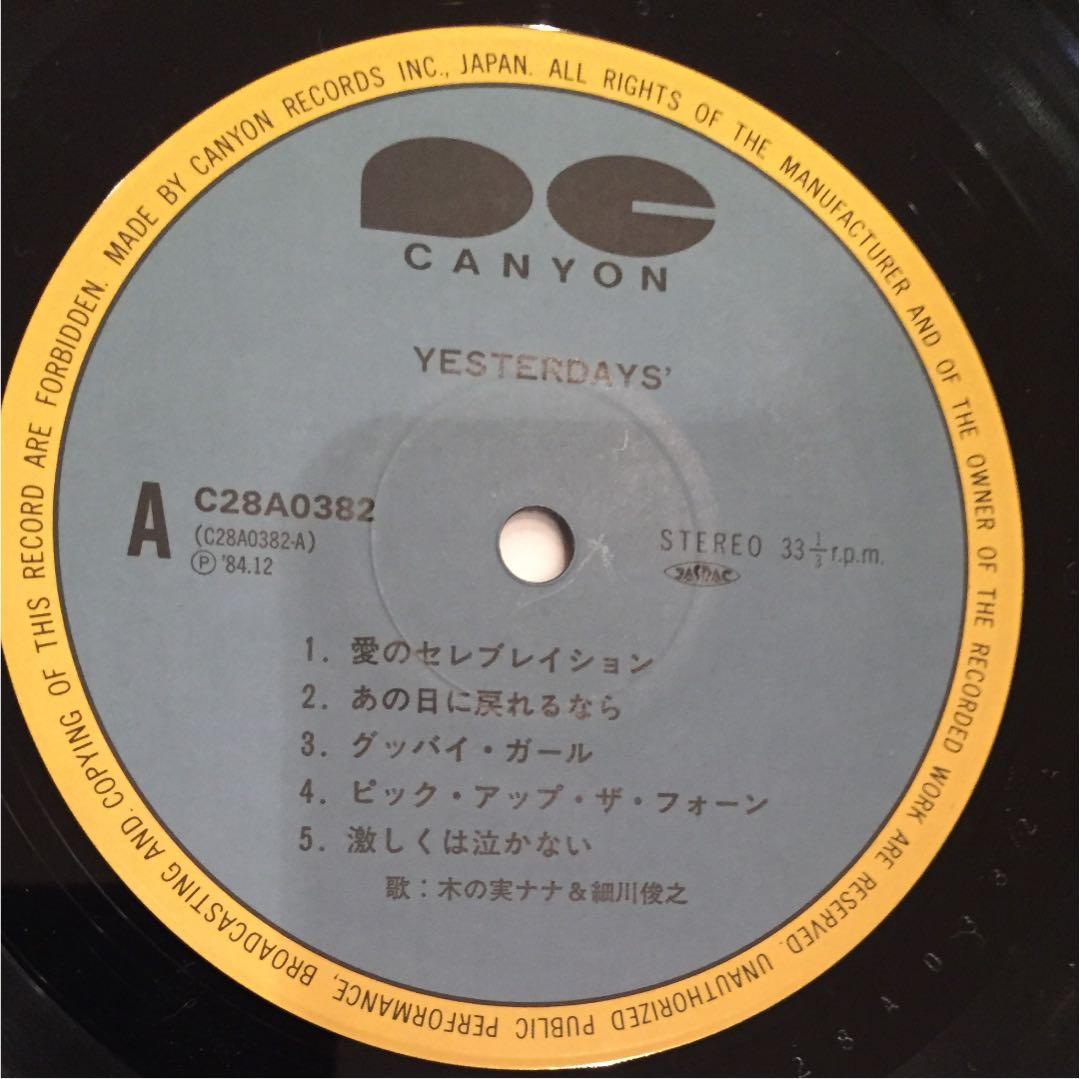 MADE BY CANYON RECORDS INC., JAPAN. ALL RIGHTS OF THE MANUFACTURER AND OF THE OWNER OF THE RECORDED WORK ARE RESERVED. UNAUTHORIZED PUBLIC PERFORMANCE, BROADCASTING AND COPYING OF THIS RECORD ARE FORBIDDEN.
CANYON
YESTERDAYS'
A
C28A0382
(C28A0382-A)
Ⓟ '84.12
STEREO 33⅓ r.p.m.
JASRAC
1. 愛のセレブレイション
2. あの日に戻れるなら
3. グッバイ・ガール
4. ピック・アップ・ザ・フォーン
5. 激しくは泣かない
歌：木の実ナナ&細川俊之